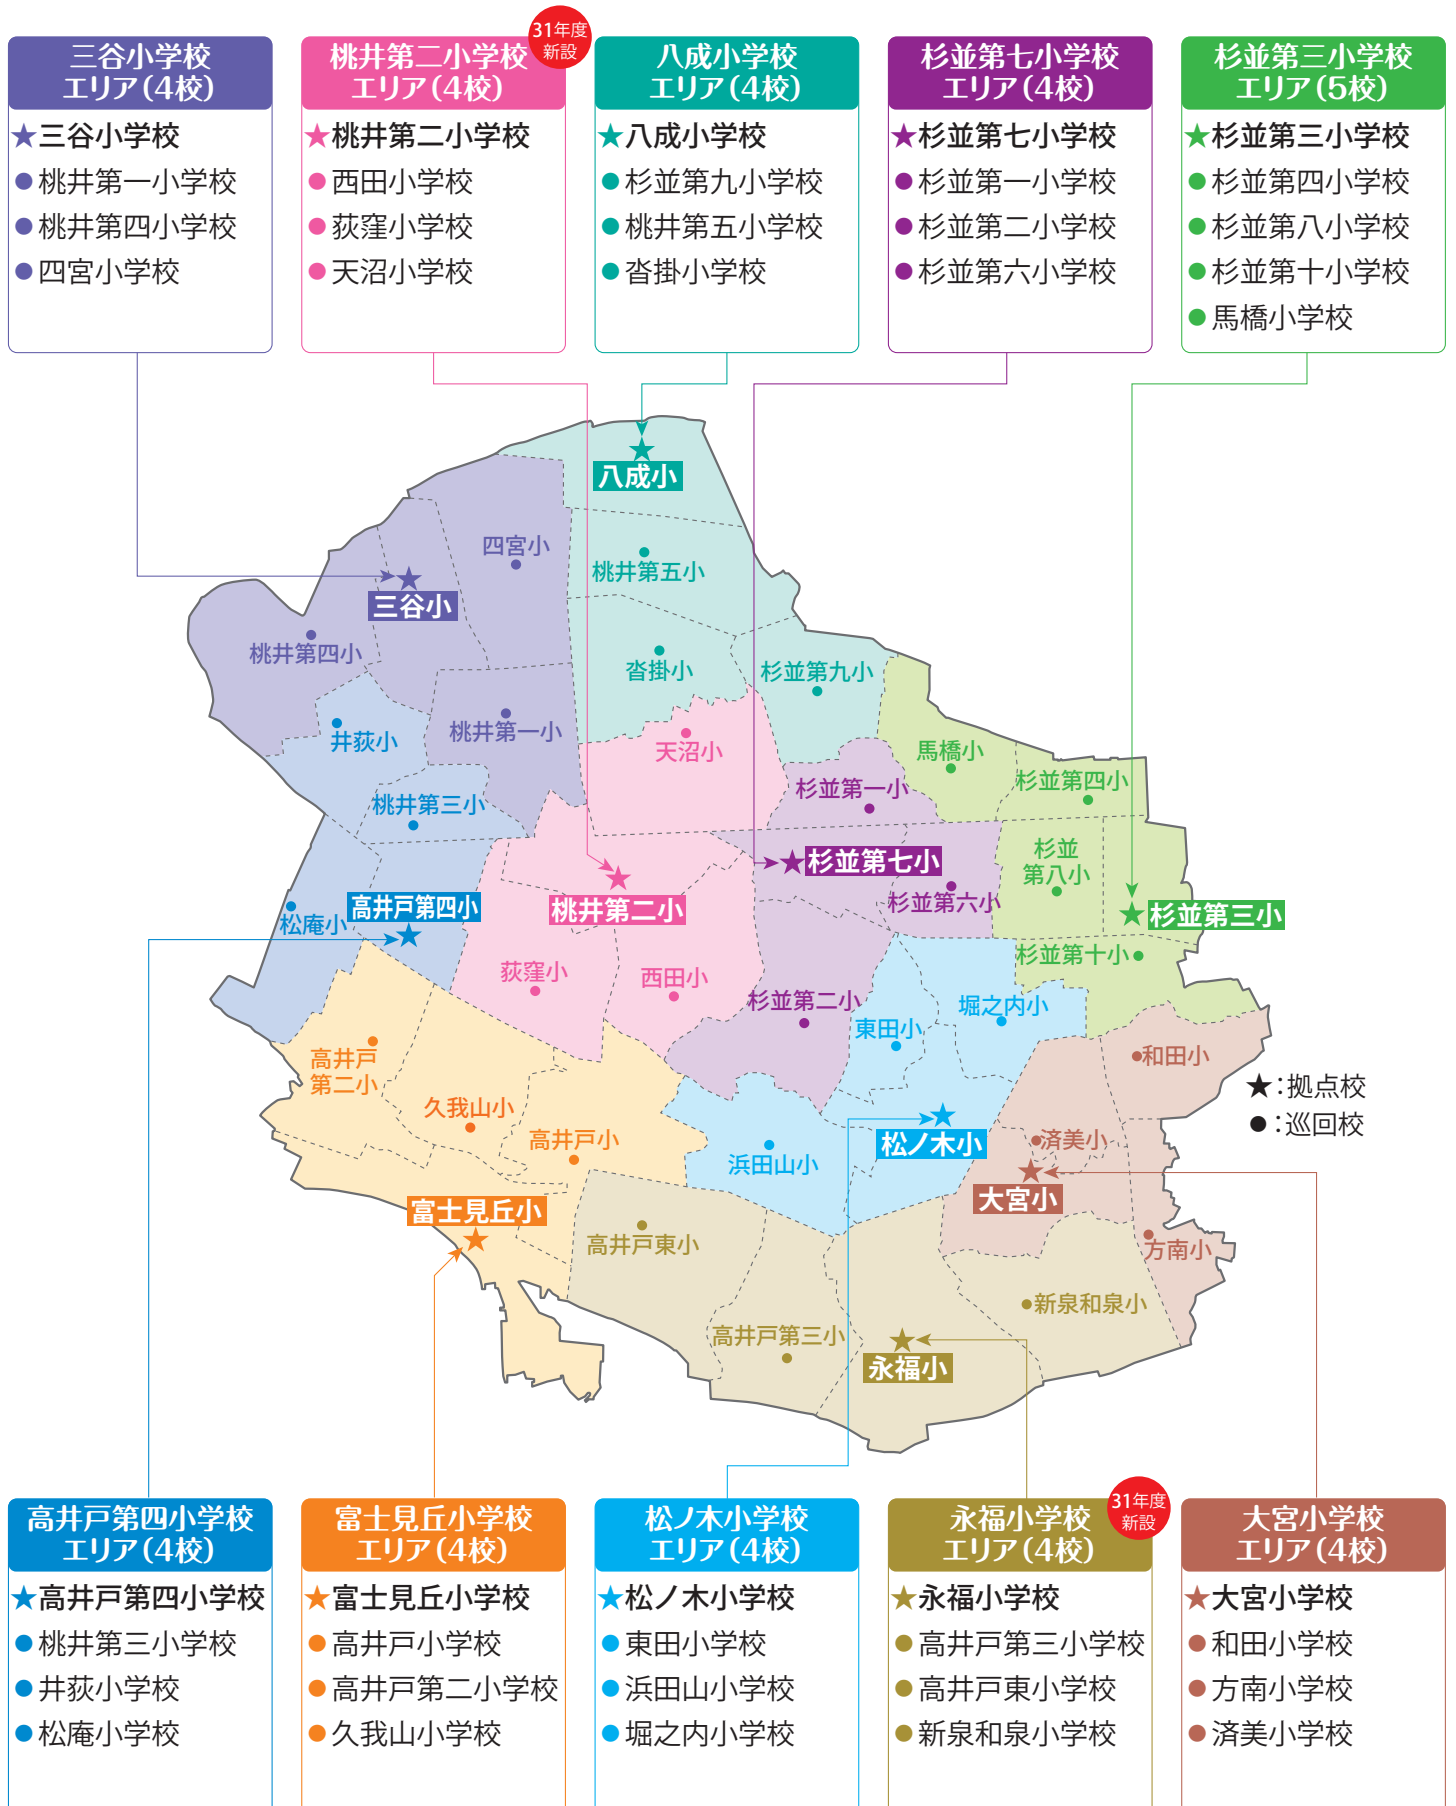 三谷小学校
エリア(4校)
★三谷小学校
●桃井第一小学校
●桃井第四小学校
●四宮小学校
31年度
新設
桃井第二小学校
エリア(4校)
★桃井第二小学校
●西田小学校
●荻窪小学校
●天沼小学校
八成小学校
エリア(4校)
★八成小学校
●杉並第九小学校
●桃井第五小学校
●沓掛小学校
杉並第七小学校
エリア(4校)
★杉並第七小学校
●杉並第一小学校
●杉並第二小学校
●杉並第六小学校
杉並第三小学校
エリア(5校)
★杉並第三小学校
●杉並第四小学校
●杉並第八小学校
●杉並第十小学校
●馬橋小学校
八成小
四宮小
桃井第五小
三谷小
桃井第四小
沓掛小
杉並第九小
井荻小
桃井第一小
天沼小
馬橋小
杉並第四小
桃井第三小
杉並第一小
杉並第七小
杉並
第八小
高井戸第四小
松庵小
桃井第二小
杉並第六小
杉並第三小
杉並第十小
荻窪小
西田小
杉並第二小
堀之内小
東田小
高井戸
第二小
和田小
★:拠点校
●:巡回校
久我山小
高井戸小
松ノ木小
済美小
浜田山小
大宮小
富士見丘小
高井戸東小
方南小
新泉和泉小
高井戸第三小
永福小
高井戸第四小学校
エリア(4校)
★高井戸第四小学校
●桃井第三小学校
●井荻小学校
●松庵小学校
富士見丘小学校
エリア(4校)
★富士見丘小学校
●高井戸小学校
●高井戸第二小学校
●久我山小学校
松ノ木小学校
エリア(4校)
★松ノ木小学校
●東田小学校
●浜田山小学校
●堀之内小学校
31年度
新設
永福小学校
エリア(4校)
★永福小学校
●高井戸第三小学校
●高井戸東小学校
●新泉和泉小学校
大宮小学校
エリア(4校)
★大宮小学校
●和田小学校
●方南小学校
●済美小学校